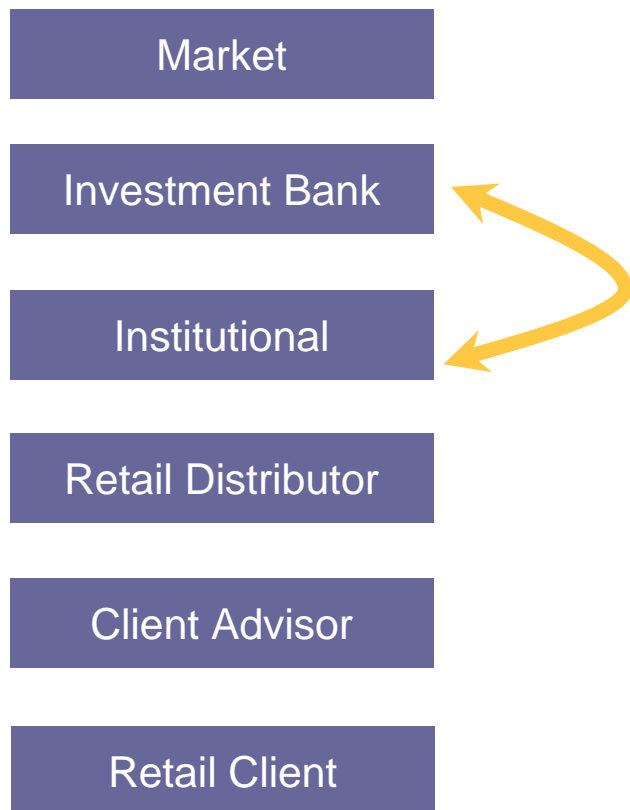 Market
Investment Bank
Institutional
Retail Distributor
Client Advisor
Retail Client